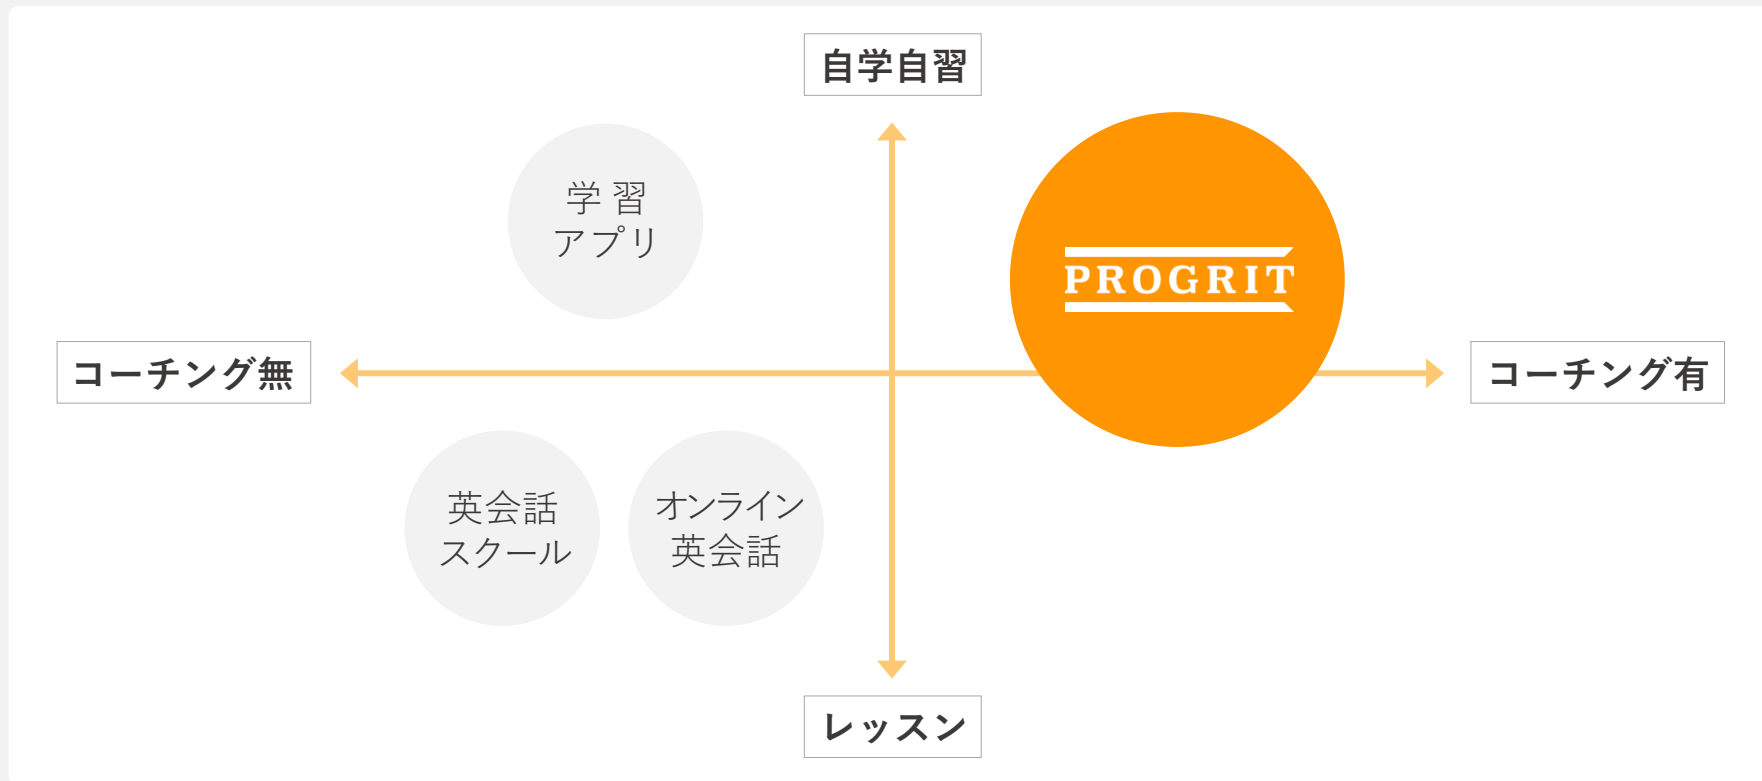 自学自習
学習
アプリ
PROGRIT
コーチング無
コーチング有
英会話
スクール
オンライン
英会話
レッスン